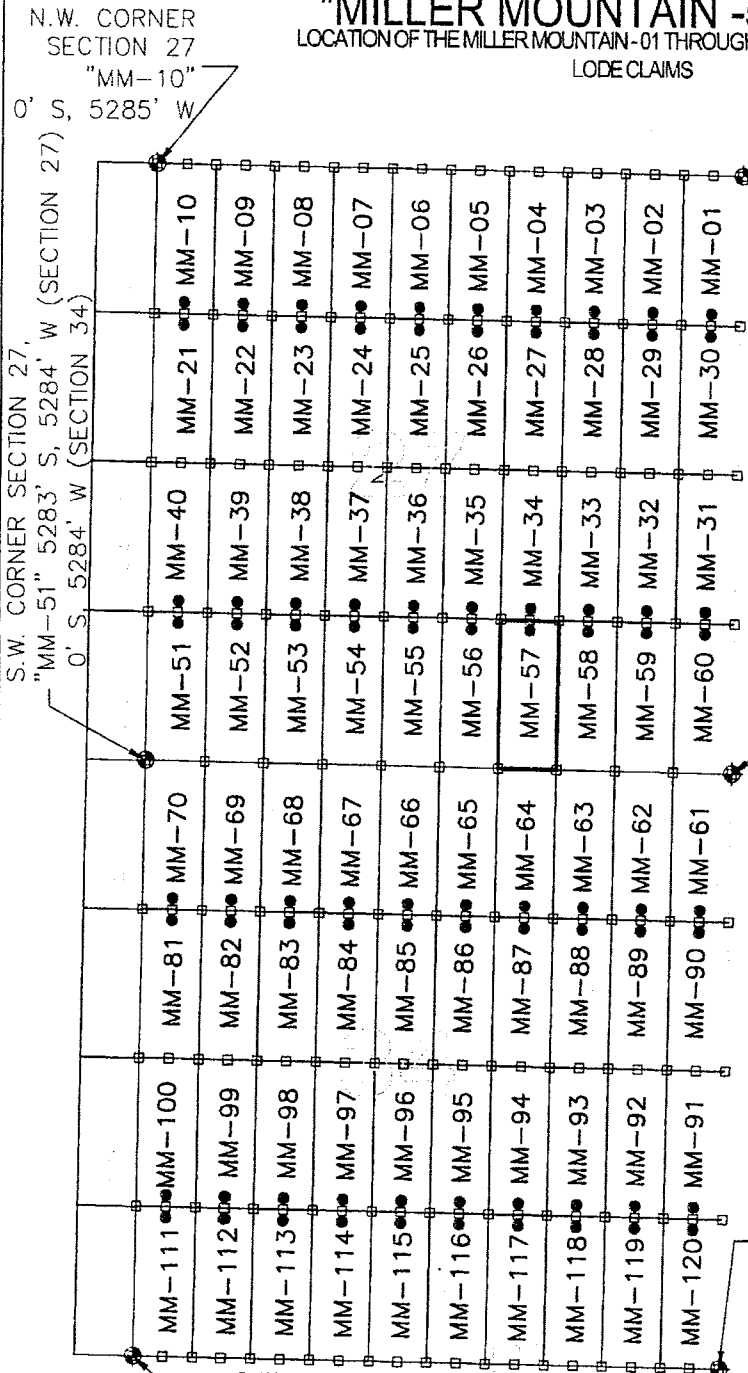 "MILLER MOUNTAIN -5
LOCATION OF THE MILLER MOUNTAIN-01 THROUGH
LODE CLAIMS
N.W. CORNER
SECTION 27
"MM-10"
0' S, 5285' W
S.W. CORNER SECTION 27,
"MM-51" 5283' S, 5284' W (SECTION 27)
0' S, 5284' W (SECTION 34)
MM-10 MM-09 MM-08 MM-07 MM-06 MM-05 MM-04 MM-03 MM-02 MM-01
MM-21 MM-22 MM-23 MM-24 MM-25 MM-26 MM-27 MM-28 MM-29 MM-30
MM-40 MM-39 MM-38 MM-37 MM-36 MM-35 MM-34 MM-33 MM-32 MM-31
MM-51 MM-52 MM-53 MM-54 MM-55 MM-56 MM-57 MM-58 MM-59 MM-60
MM-70 MM-69 MM-68 MM-67 MM-66 MM-65 MM-64 MM-63 MM-62 MM-61
MM-81 MM-82 MM-83 MM-84 MM-85 MM-86 MM-87 MM-88 MM-89 MM-90
MM-100 MM-99 MM-98 MM-97 MM-96 MM-95 MM-94 MM-93 MM-92 MM-91
MM-111 MM-112 MM-113 MM-114 MM-115 MM-116 MM-117 MM-118 MM-119 MM-120